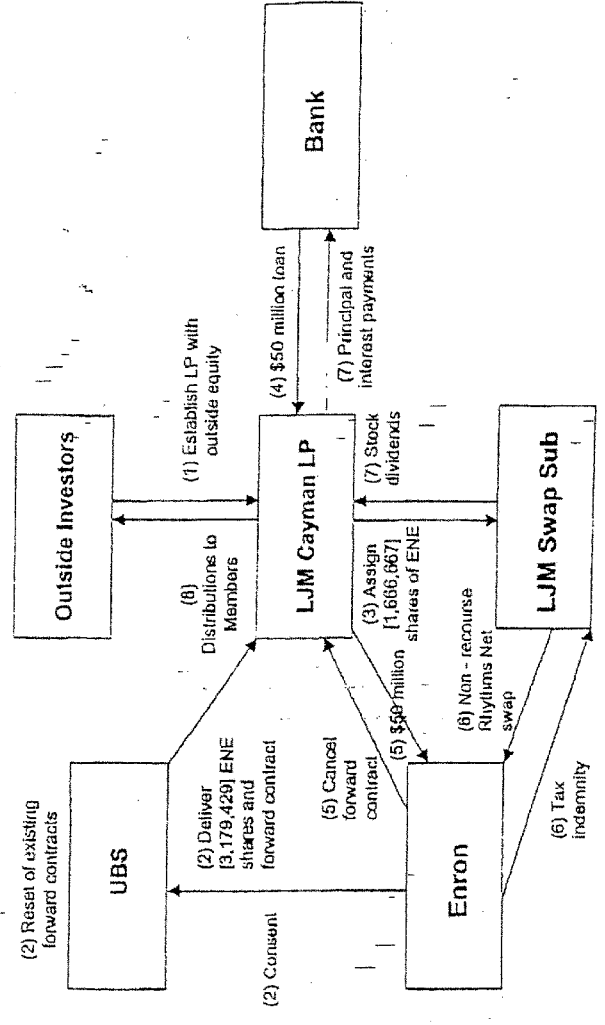 (2) Reset of existing
forward contracts
UBS
Outside Investors
(2) Consent
(2) Deliver
[3,179,429] ENE
shares and
forward contract
(8)
Distributions to
Members
(1) Establish LP with
outside equity
LJM Cayman LP
(4) $50 million loan
(7) Principal and
interest payments
Bank
(5) Cancel
forward
contract
(5) $50 million
(3) Assign
[1,666,667]
shares of ENE
(7) Stock
dividends
Enron
(6) Non - recourse
Rhythms Net
swap
(6) Tax
indemnity
LJM Swap Sub